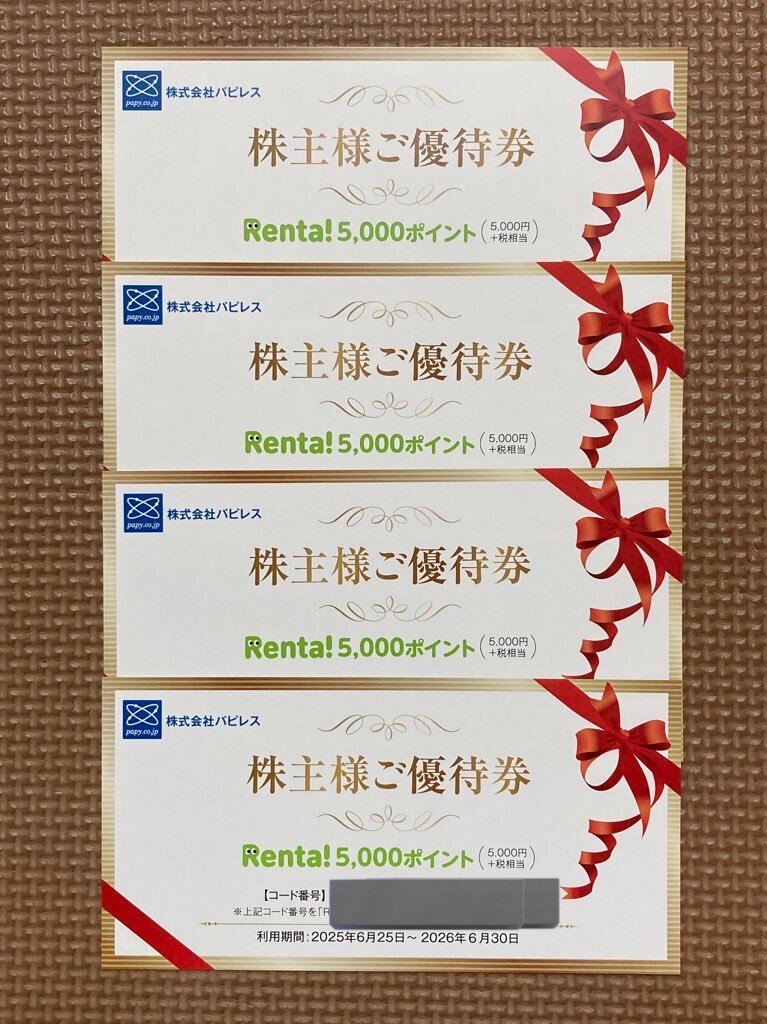 papy.co.jp 株式会社パピレス
株主様ご優待券
Renta! 5,000ポイント (5,000円+税相当)
papy.co.jp 株式会社パピレス
株主様ご優待券
Renta! 5,000ポイント (5,000円+税相当)
papy.co.jp 株式会社パピレス
株主様ご優待券
Renta! 5,000ポイント (5,000円+税相当)
papy.co.jp 株式会社パピレス
株主様ご優待券
Renta! 5,000ポイント (5,000円+税相当)
【コード番号】
※上記コード番号を「R
利用期間:2025年6月25日〜2026年6月30日